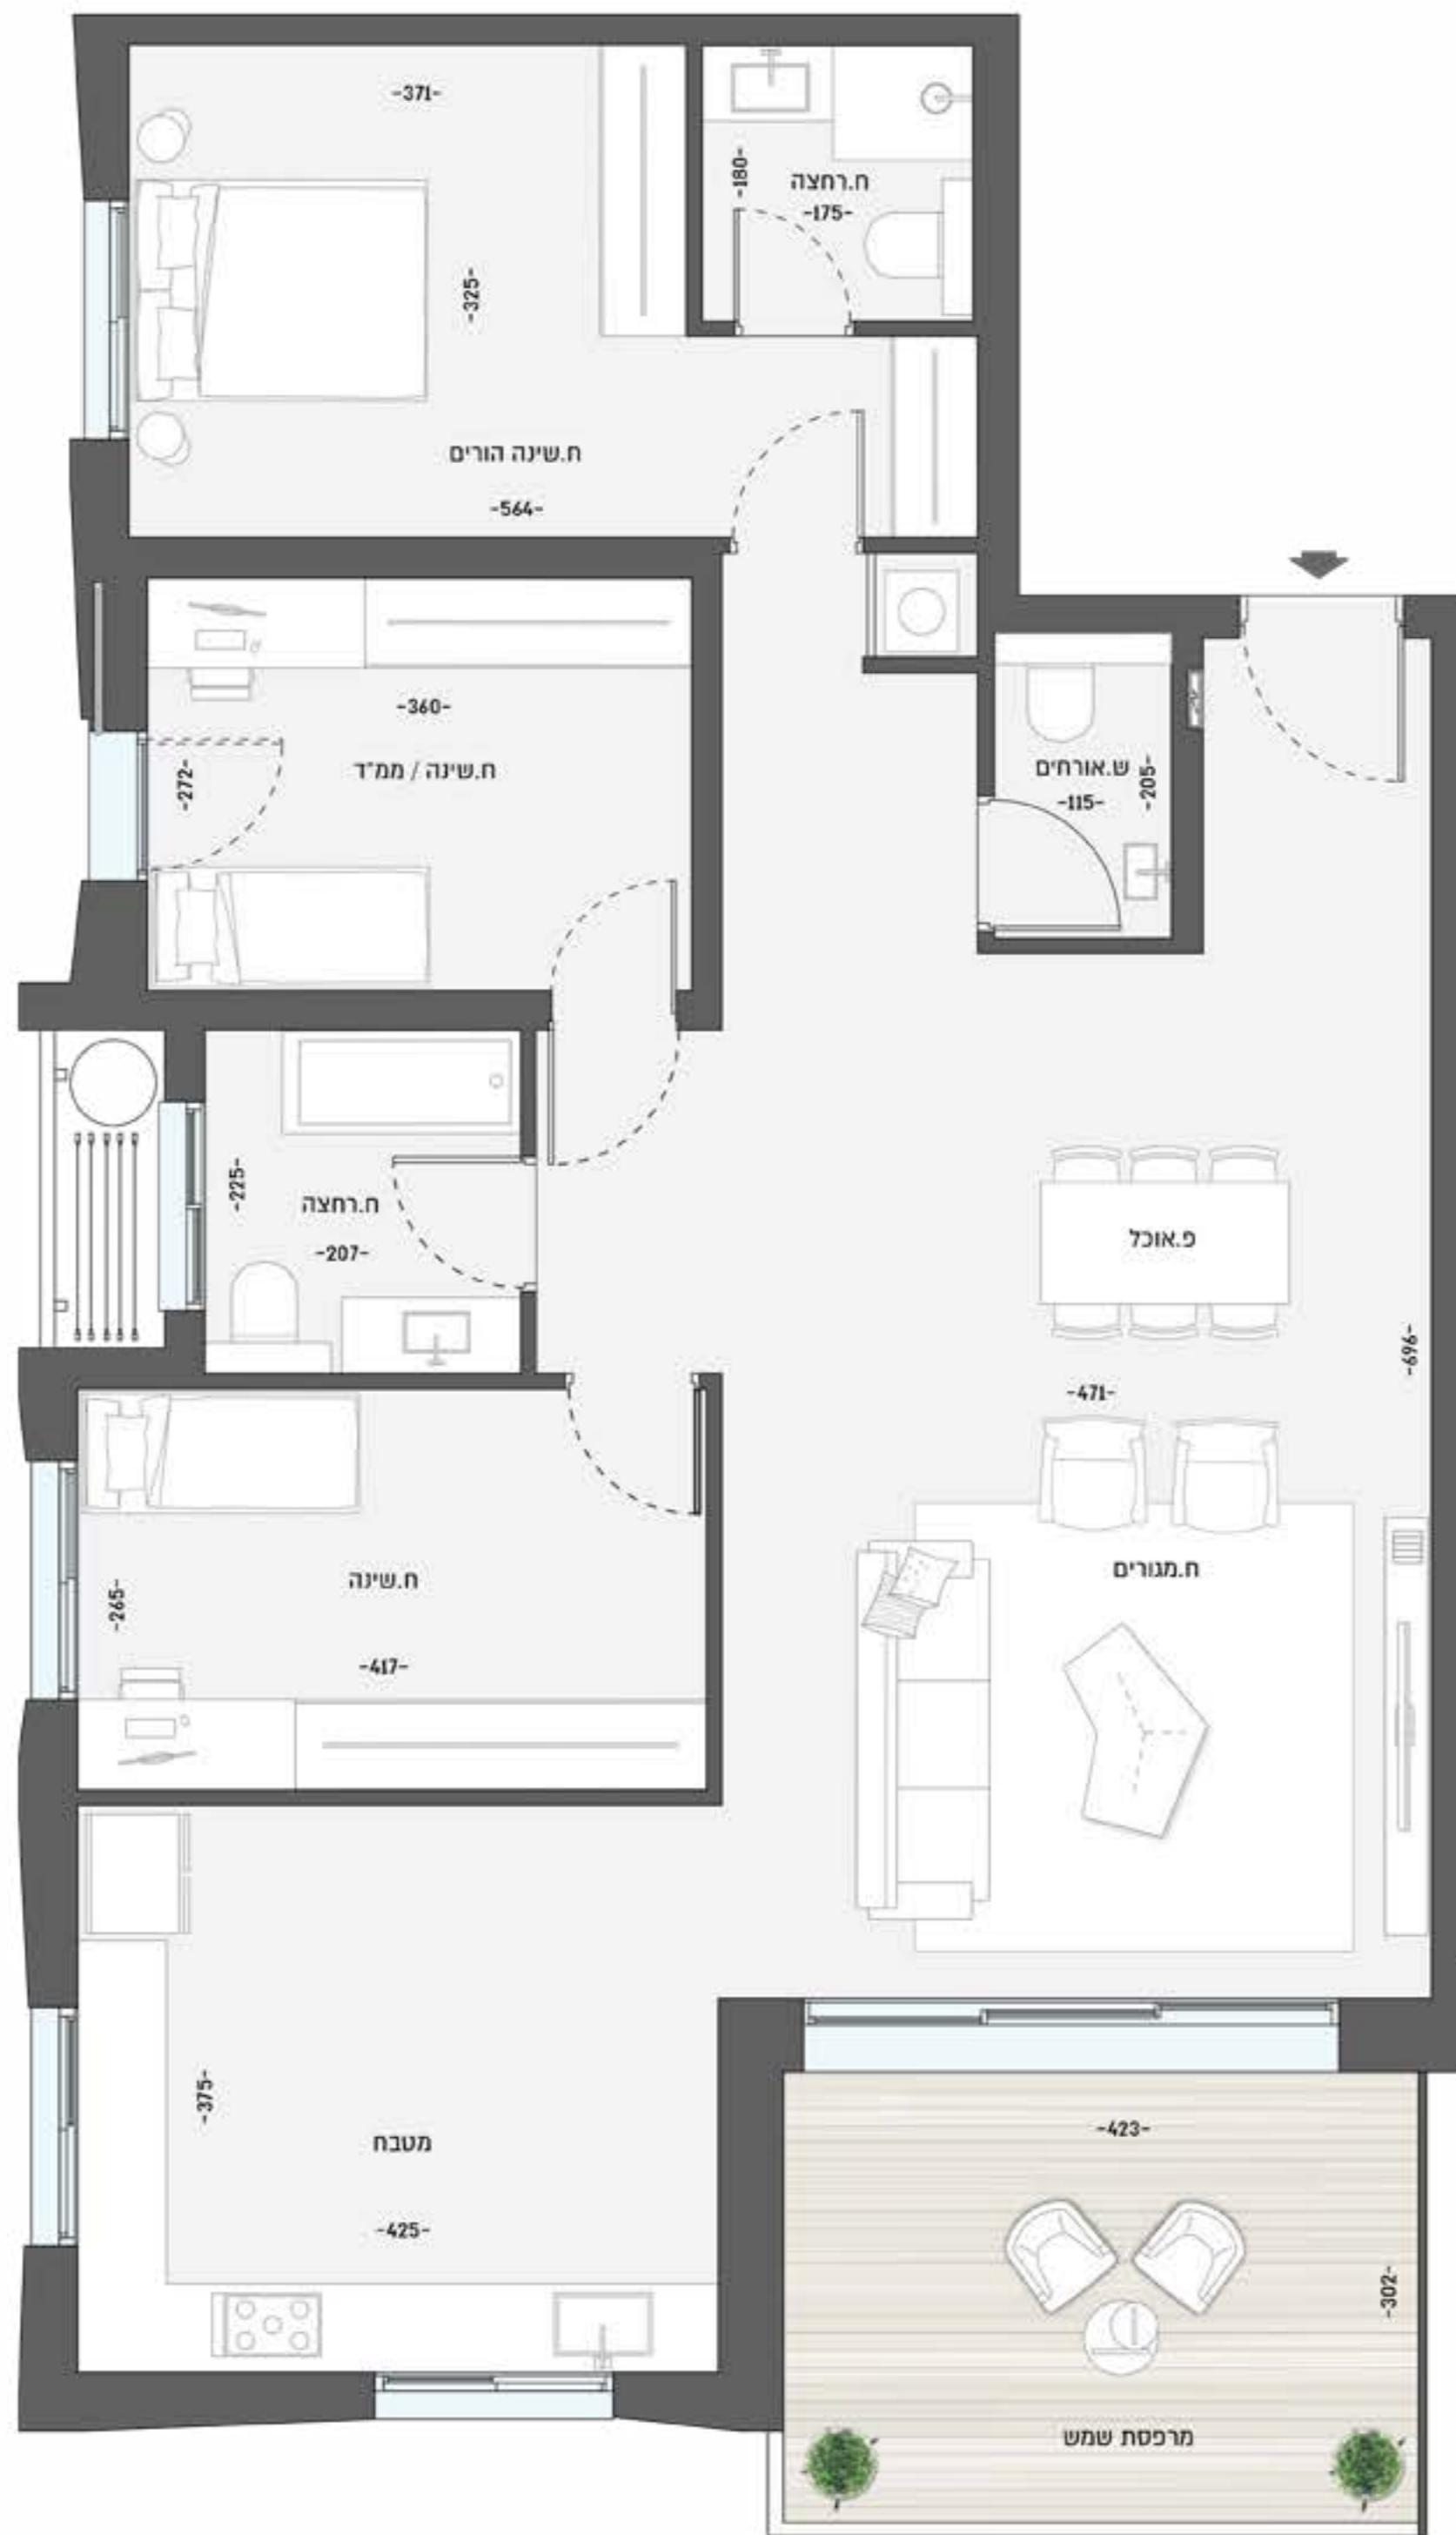 -371-
-180-
ח.רחצה
-175-
-325-
ח.שינה הורים
-564-
-360-
ח.שינה / ממ"ד
-272-
ש.אורחים
-115-
-205-
-225-
ח.רחצה
-207-
פ.אוכל
-696-
-471-
ח.שינה
-265-
-417-
ח.מגורים
-375-
מטבח
-425-
-423-
-302-
מרפסת שמש